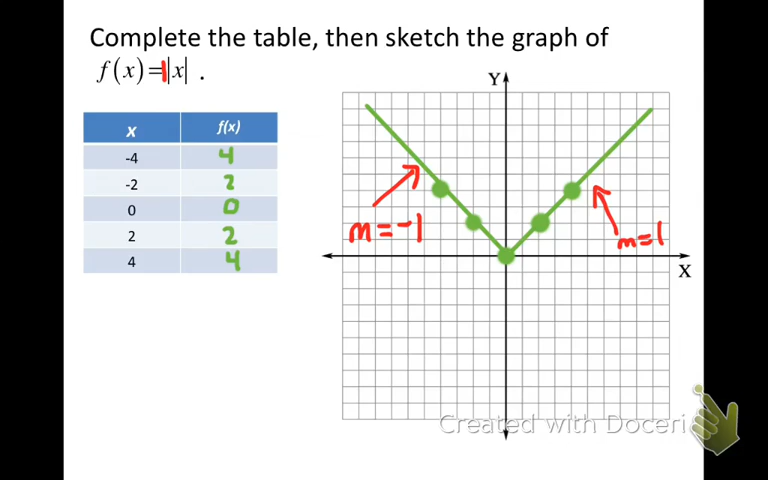 Complete the table, then sketch the graph of
f(x)=1|x| .
x f(x)
-4 4
-2 2
0 0
2 2
4 4
Y
m=-1
m=1
X
Created with Doceri